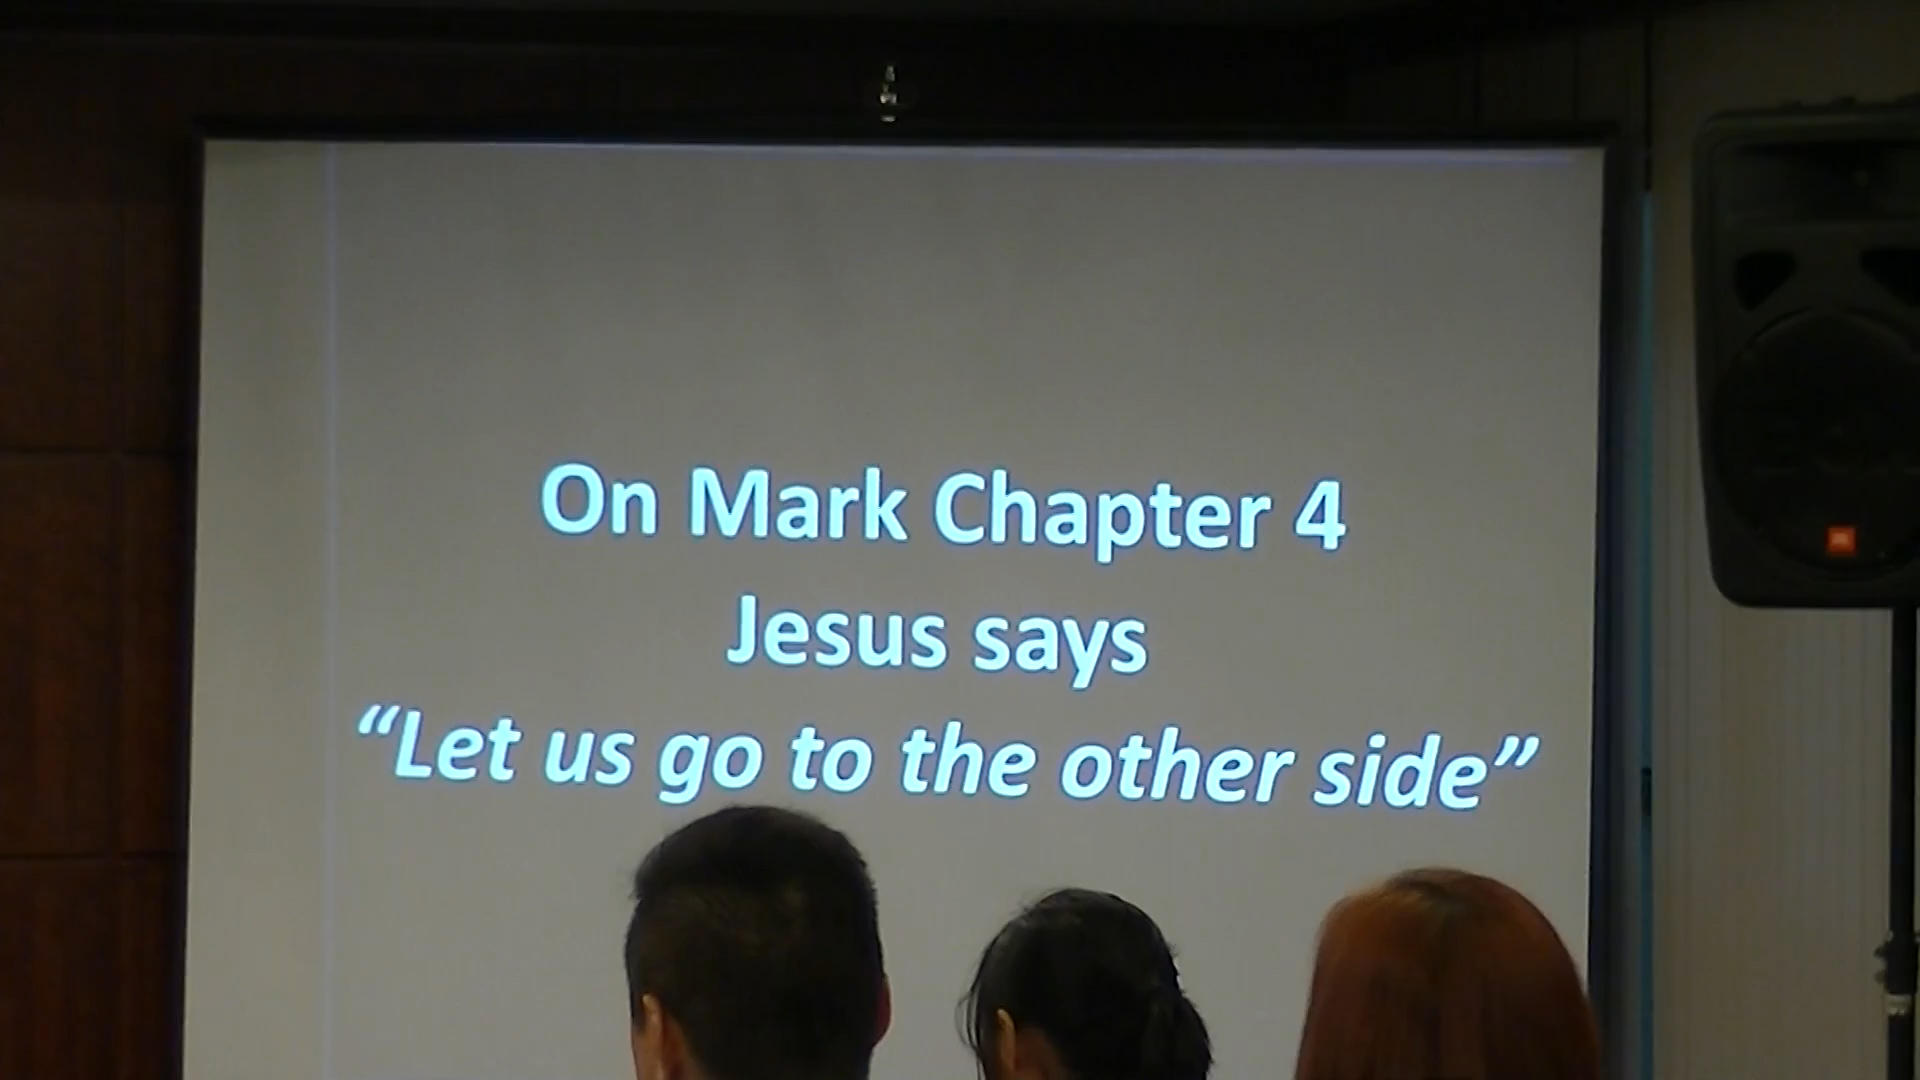 On Mark Chapter 4
Jesus says
“Let us go to the other side”